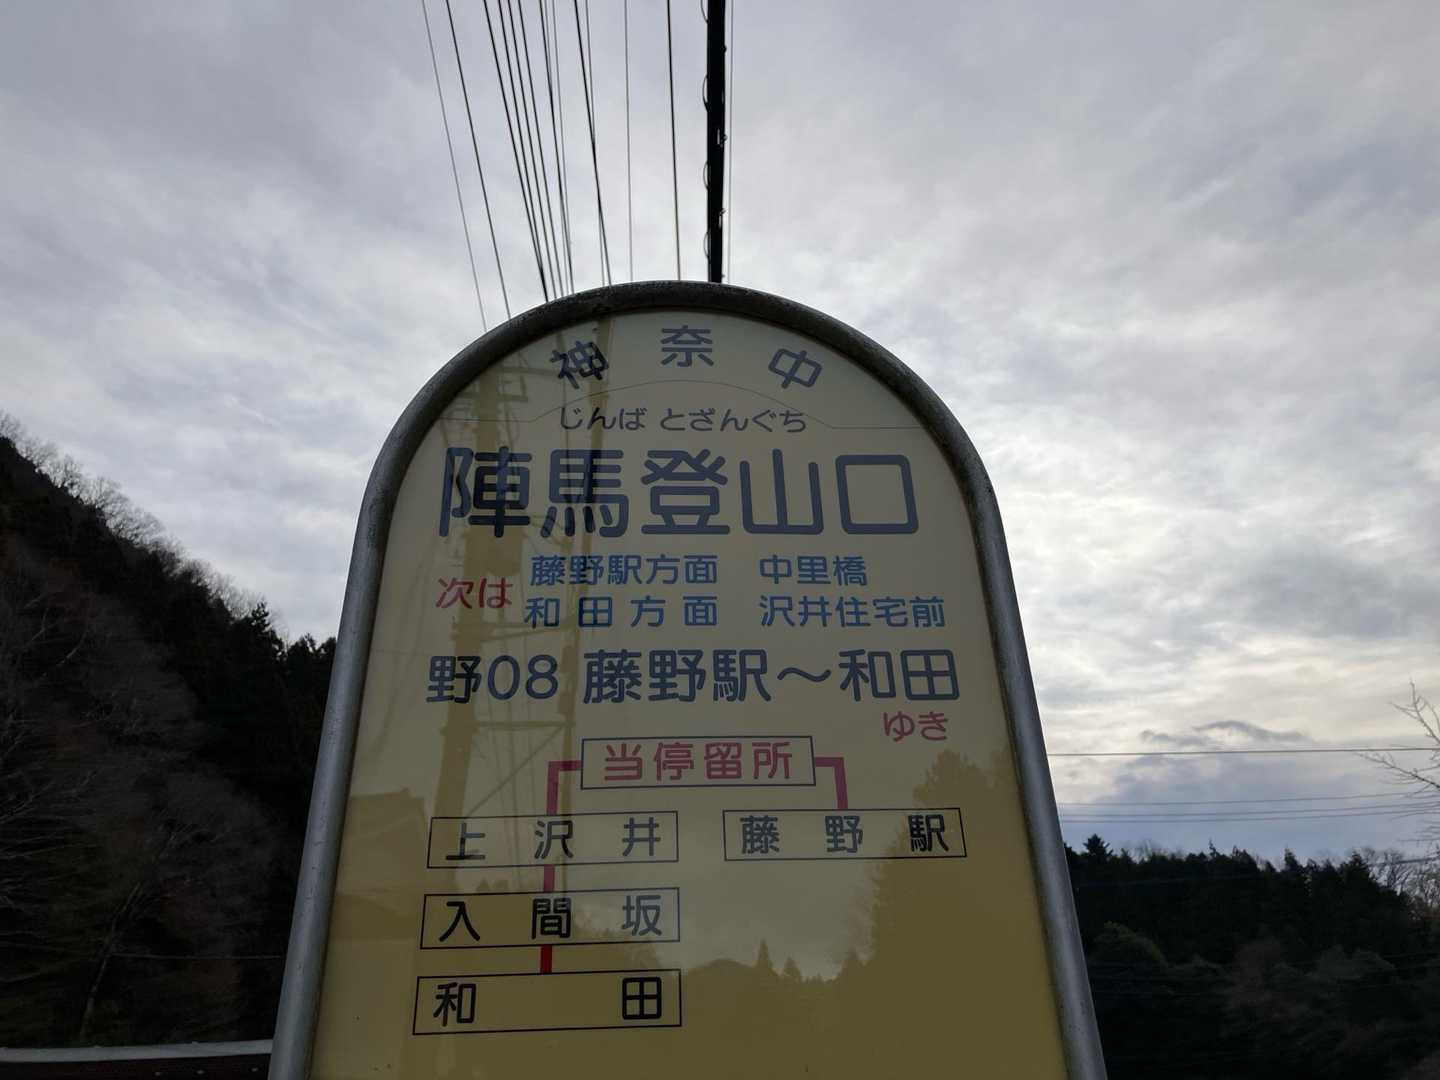 神奈中
じんば とざんぐち
陣馬登山口
次は
藤野駅方面 中里橋
和田方面 沢井住宅前
野08 藤野駅～和田
ゆき
当停留所
上沢井 藤野駅
入間坂
和田